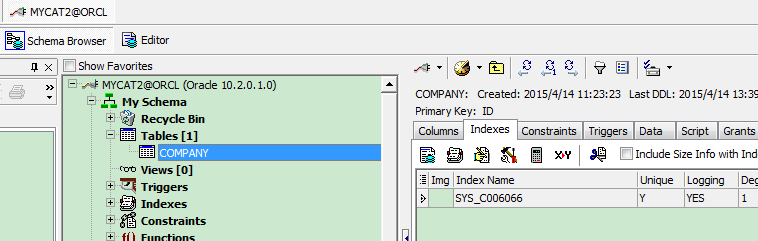 MYCAT2@ORCL
Schema Browser Editor
Show Favorites
MYCAT2@ORCL (Oracle 10.2.0.1.0)
My Schema
Recycle Bin
Tables [1]
COMPANY
Views [0]
Triggers
Indexes
Constraints
Functions
COMPANY: Created: 2015/4/14 11:23:23 Last DDL: 2015/4/14 13:39
Primary Key: ID
Columns Indexes Constraints Triggers Data Script Grants
Include Size Info with Ind
Img Index Name Unique Logging Deg
SYS_C006066 Y YES 1